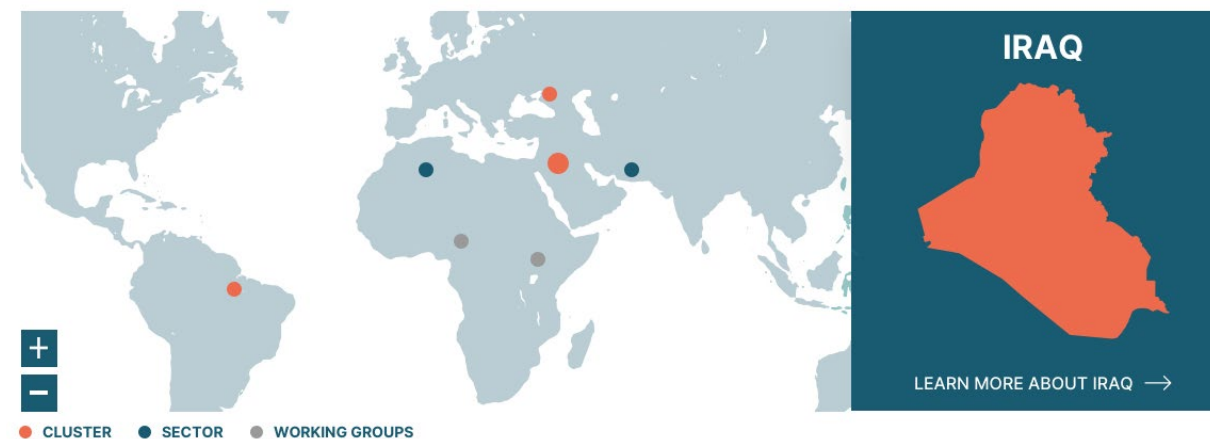 IRAQ
+
−
LEARN MORE ABOUT IRAQ →
CLUSTER SECTOR WORKING GROUPS